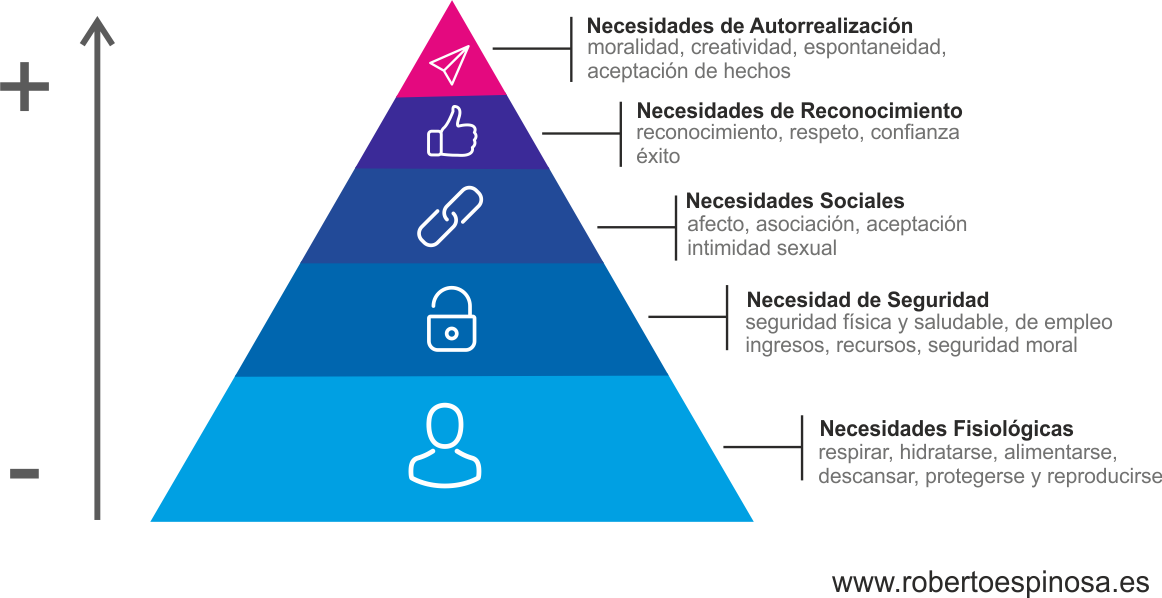 Necesidades de Autorrealización
moralidad, creatividad, espontaneidad,
aceptación de hechos
+
Necesidades de Reconocimiento
reconocimiento, respeto, confianza
éxito
Necesidades Sociales
afecto, asociación, aceptación
intimidad sexual
Necesidad de Seguridad
seguridad física y saludable, de empleo
ingresos, recursos, seguridad moral
Necesidades Fisiológicas
respirar, hidratarse, alimentarse,
descansar, protegerse y reproducirse
-
www.robertoespinosa.es